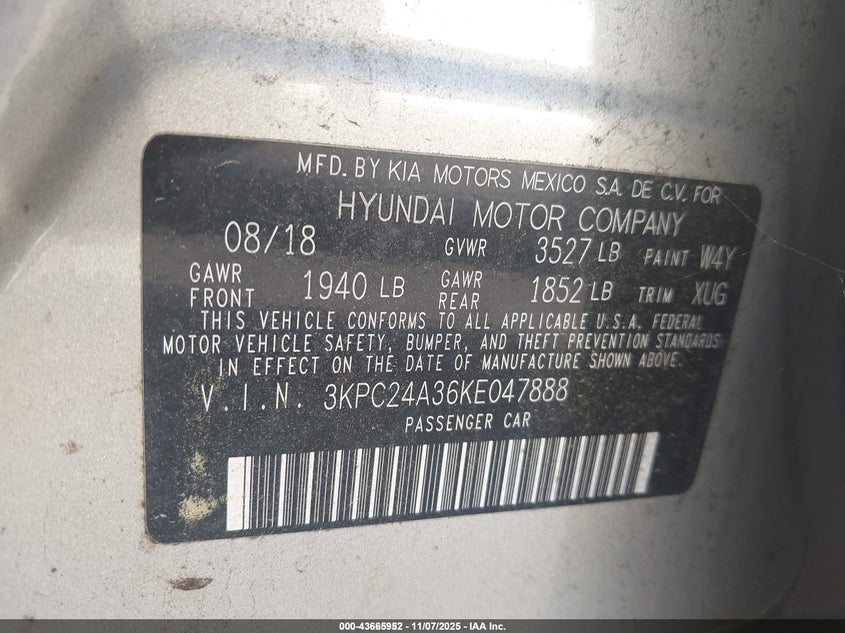 MFD. BY KIA MOTORS MEXICO S.A. DE C.V. FOR
HYUNDAI MOTOR COMPANY
08/18 GVWR 3527 LB PAINT W4Y
GAWR FRONT 1940 LB GAWR REAR 1852 LB TRIM XUG
THIS VEHICLE CONFORMS TO ALL APPLICABLE U.S.A. FEDERAL
MOTOR VEHICLE SAFETY, BUMPER, AND THEFT PREVENTION STANDARDS
IN EFFECT ON THE DATE OF MANUFACTURE SHOWN ABOVE.
V.I.N. 3KPC24A36KE047888
PASSENGER CAR
000-43665952 - 11/07/2025 - IAA Inc.